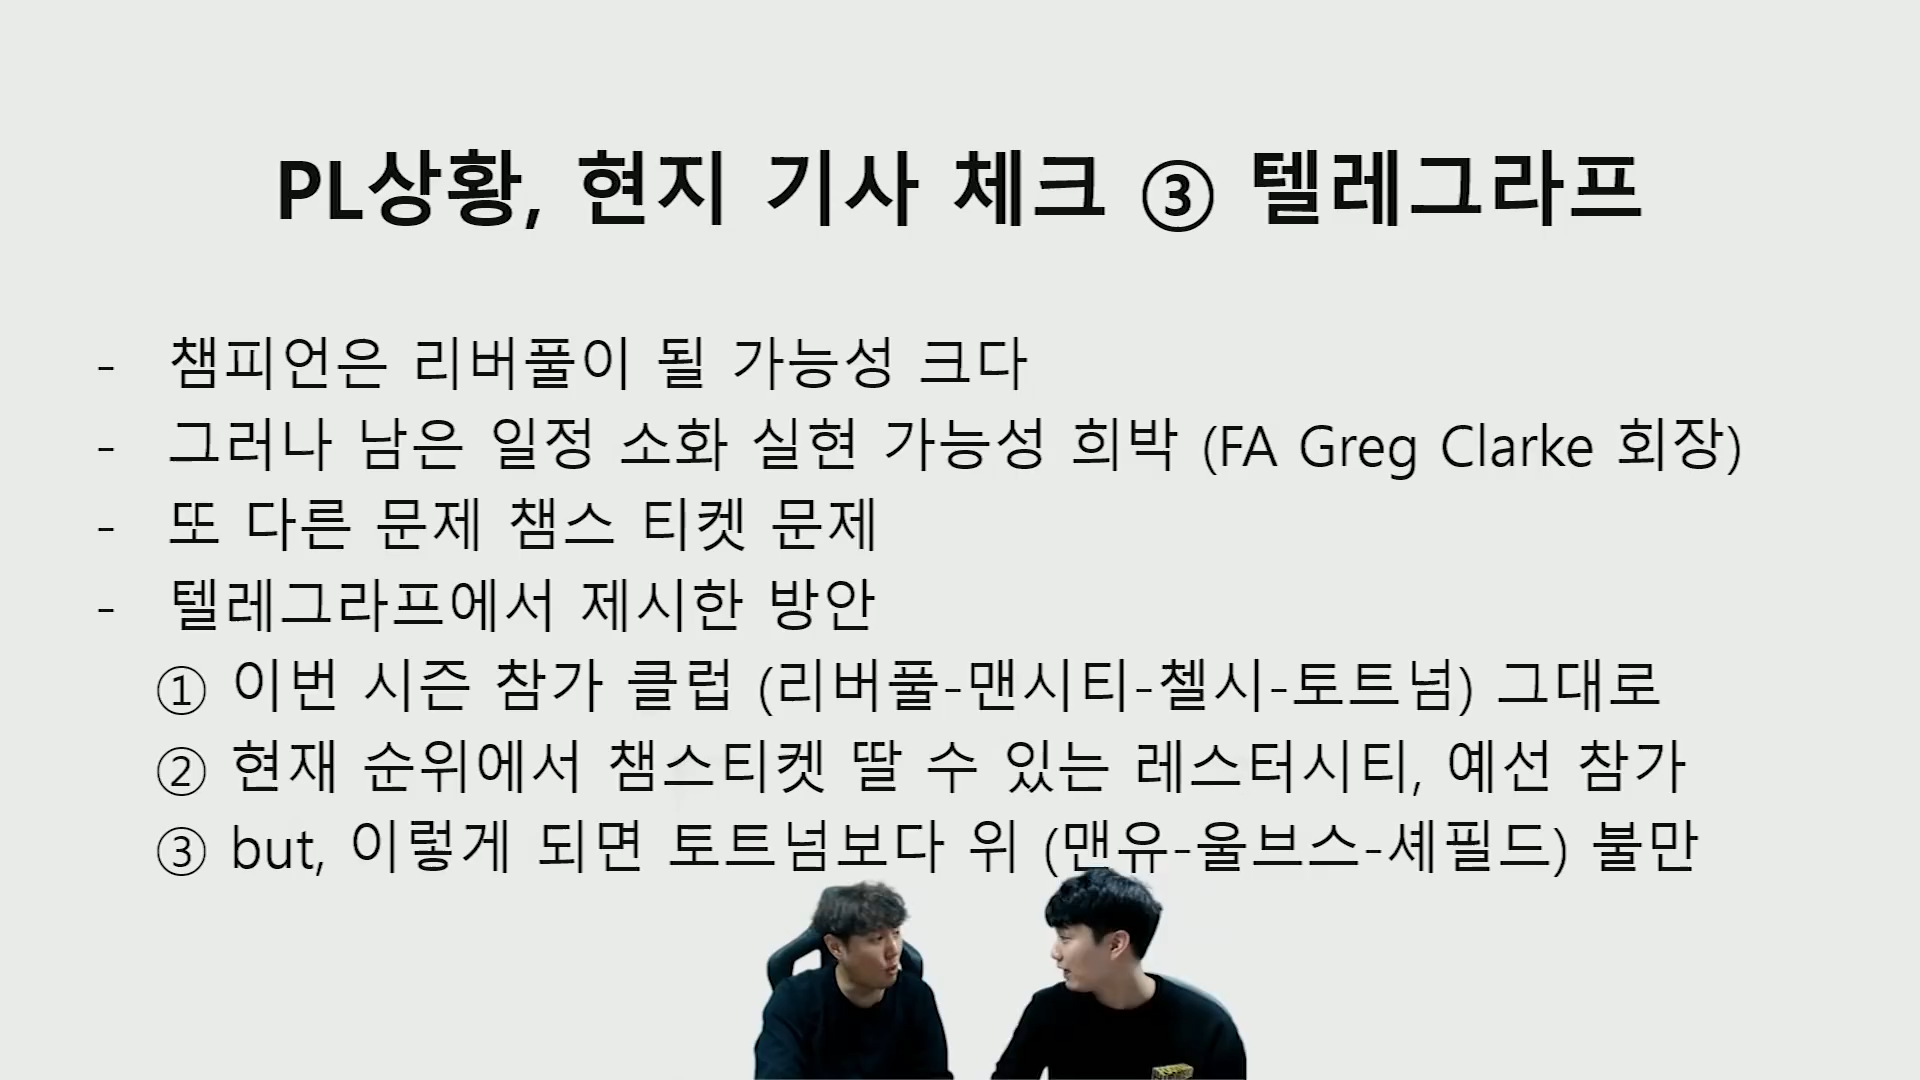 PL상황, 현지 기사 체크 ③ 텔레그라프
- 챔피언은 리버풀이 될 가능성 크다
- 그러나 남은 일정 소화 실현 가능성 희박 (FA Greg Clarke 회장)
- 또 다른 문제 챔스 티켓 문제
- 텔레그라프에서 제시한 방안
① 이번 시즌 참가 클럽 (리버풀-맨시티-첼시-토트넘) 그대로
② 현재 순위에서 챔스티켓 딸 수 있는 레스터시티, 예선 참가
③ but, 이렇게 되면 토트넘보다 위 (맨유-울브스-셰필드) 불만